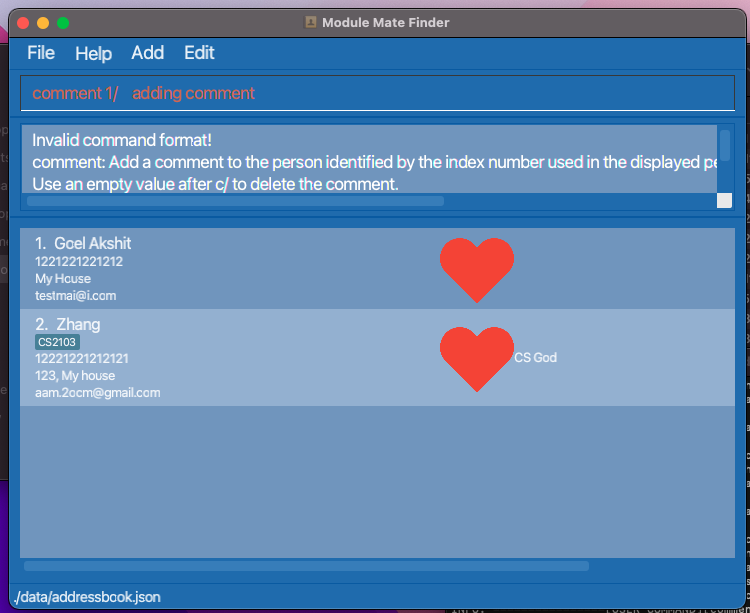 Module Mate Finder
File Help Add Edit
comment 1/ adding comment
Invalid command format!
comment: Add a comment to the person identified by the index number used in the displayed pe
Use an empty value after c/ to delete the comment.
1. Goel Akshit
1221221221212
My House
testmai@i.com
2. Zhang
CS2103
12221221212121
CS God
123, My house
aam.2ocm@gmail.com
./data/addressbook.json